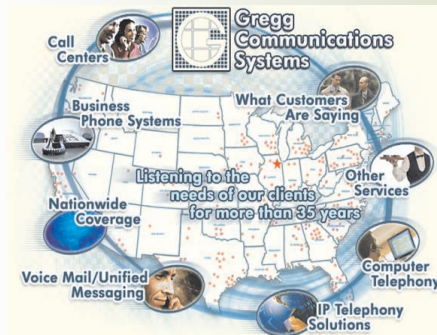 Gregg
Communications
Systems
Call
Centers
What Customers
Are Saying
Business
Phone Systems
Listening to the
needs of our clients
for more than 35 years
Other
Services
Nationwide
Coverage
Computer
Telephony
Voice Mail/Unified
Messaging
IP Telephony
Solutions